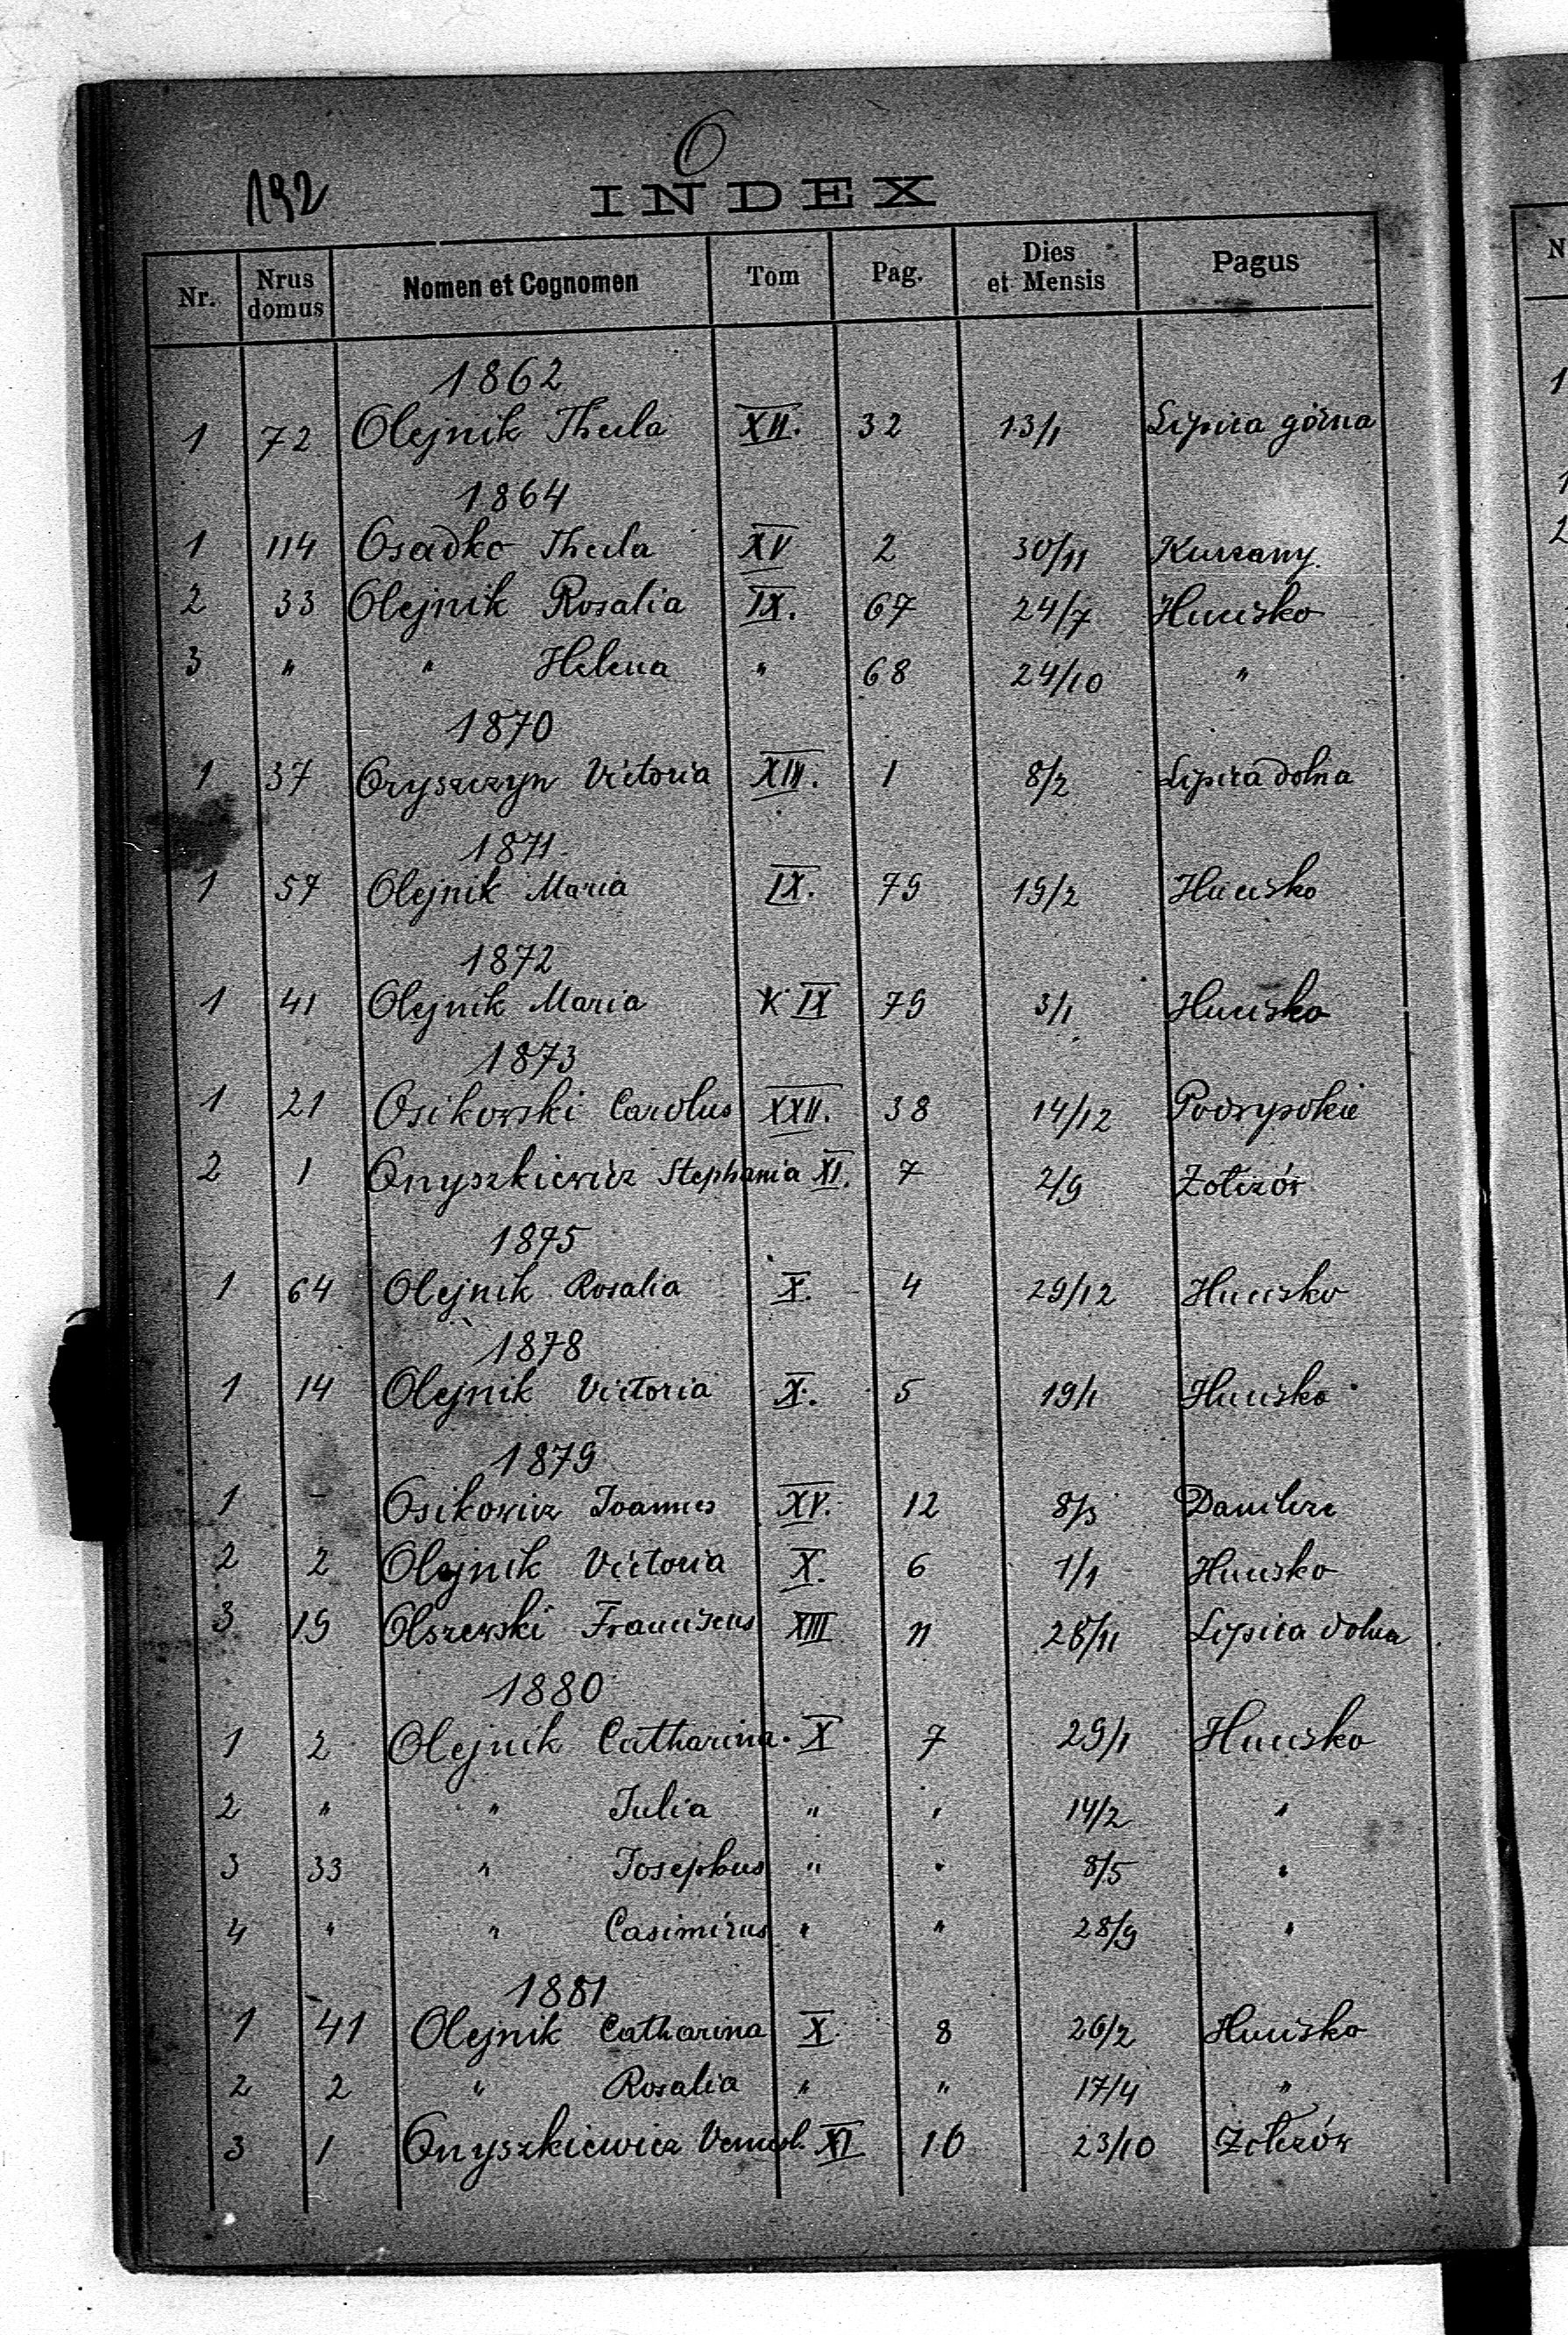 O
192
INDEX
Nr. Nrus domus Nomen et Cognomen Tom Pag. Dies et Mensis Pagus
1862
1 72 Olejnik Thecla XII. 32 13/1 Lipica górna
1864
1 114 Osadko Thecla XV 2 30/11 Kurzany
2 33 Olejnik Rosalia IX. 67 24/7 Hucisko
3 " " Helena " 68 24/10 "
1870
1 37 Oryszczyn Victoria XIII. 1 8/2 Lipica dolna
1871
1 57 Olejnik Maria IX. 79 19/2 Hucisko
1872
1 41 Olejnik Maria IX 79 3/1 Hucisko
1873
1 21 Osikowski Carolus XXII. 38 14/12 Podwysokie
2 1 Onyszkiewicz Stephania XI. 7 2/9 Żołczów
1875
1 64 Olejnik Rosalia X. 4 29/12 Hucisko
1878
1 14 Olejnik Victoria X. 5 19/1 Hucisko
1879
1 - Osikowicz Joannes XV. 12 8/3 Danilcze
2 2 Olejnik Victoria X. 6 1/1 Hucisko
3 19 Olszewski Franciscus XIII 11 28/11 Lipica dolna
1880
1 2 Olejnik Catharina X 7 29/1 Hucisko
2 " " Julia " " 14/2 "
3 33 " Josephus " " 8/5 "
4 " " Casimirus " " 28/9 "
1881
1 41 Olejnik Catharina X 8 26/2 Hucisko
2 2 " Rosalia " " 17/4 "
3 1 Onyszkiewicz XI 10 23/10 Żołczów
N
1
1
2